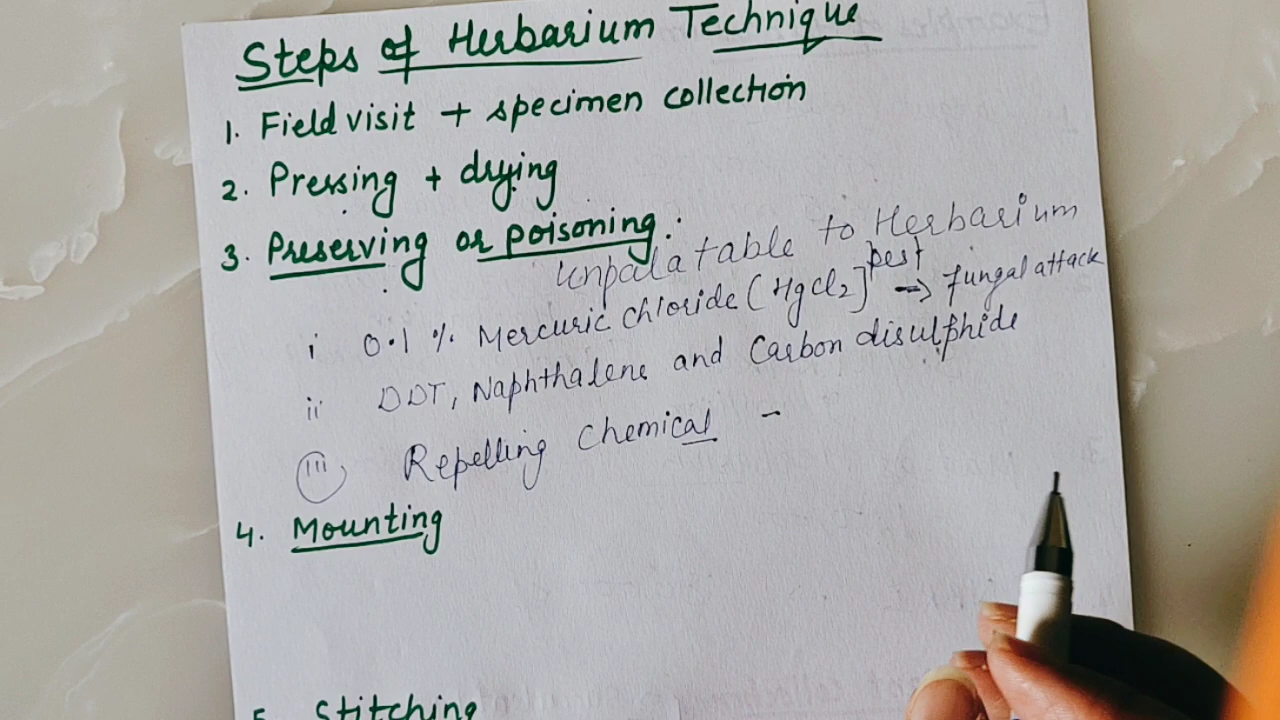 Steps of Herbarium Technique
1. Field visit + specimen collection
2. Pressing + drying
3. Preserving or poisoning.
unpalatable to Herbarium
pest
i 0.1 % Mercuric chloride (HgCl2] → fungal attack
ii DDT, Naphthalene and Carbon disulphide
iii Repelling chemical -
4. Mounting
5. Stitching